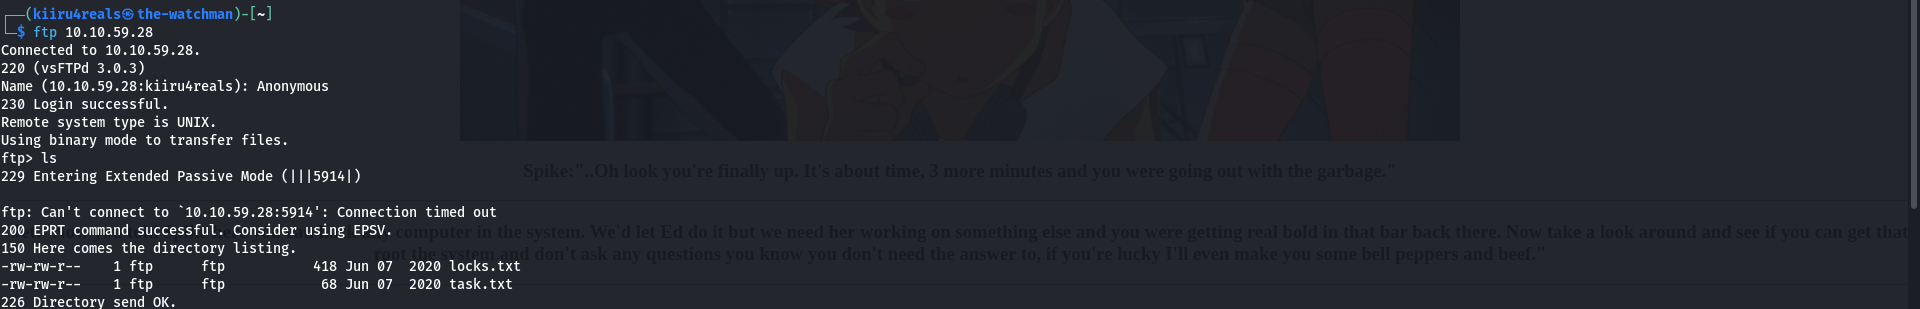 ┌──(kiiru4reals㉿the-watchman)-[~]
└─$ ftp 10.10.59.28
Connected to 10.10.59.28.
220 (vsFTPd 3.0.3)
Name (10.10.59.28:kiiru4reals): Anonymous
230 Login successful.
Remote system type is UNIX.
Using binary mode to transfer files.
ftp> ls
Spike:"..Oh look you're finally up. It's about time, 3 more minutes and you were going out with the garbage."
229 Entering Extended Passive Mode (|||5914|)
ftp: Can't connect to `10.10.59.28:5914': Connection timed out
200 EPRT command successful. Consider using EPSV.
computer in the system. We'd let Ed do it but we need her working on something else and you were getting real bold in that bar back there. Now take a look around and see if you can get that
150 Here comes the directory listing.
root the system and don't ask any questions you know you don't need the answer to, if you're lucky I'll even make you some bell peppers and beef."
-rw-rw-r--    1 ftp      ftp           418 Jun 07  2020 locks.txt
-rw-rw-r--    1 ftp      ftp            68 Jun 07  2020 task.txt
226 Directory send OK.